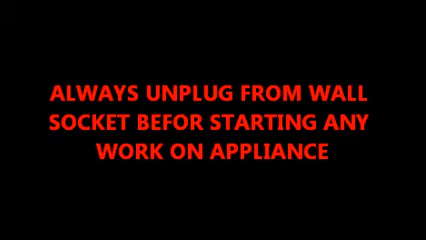 ALWAYS UNPLUG FROM WALL
SOCKET BEFOR STARTING ANY
WORK ON APPLIANCE